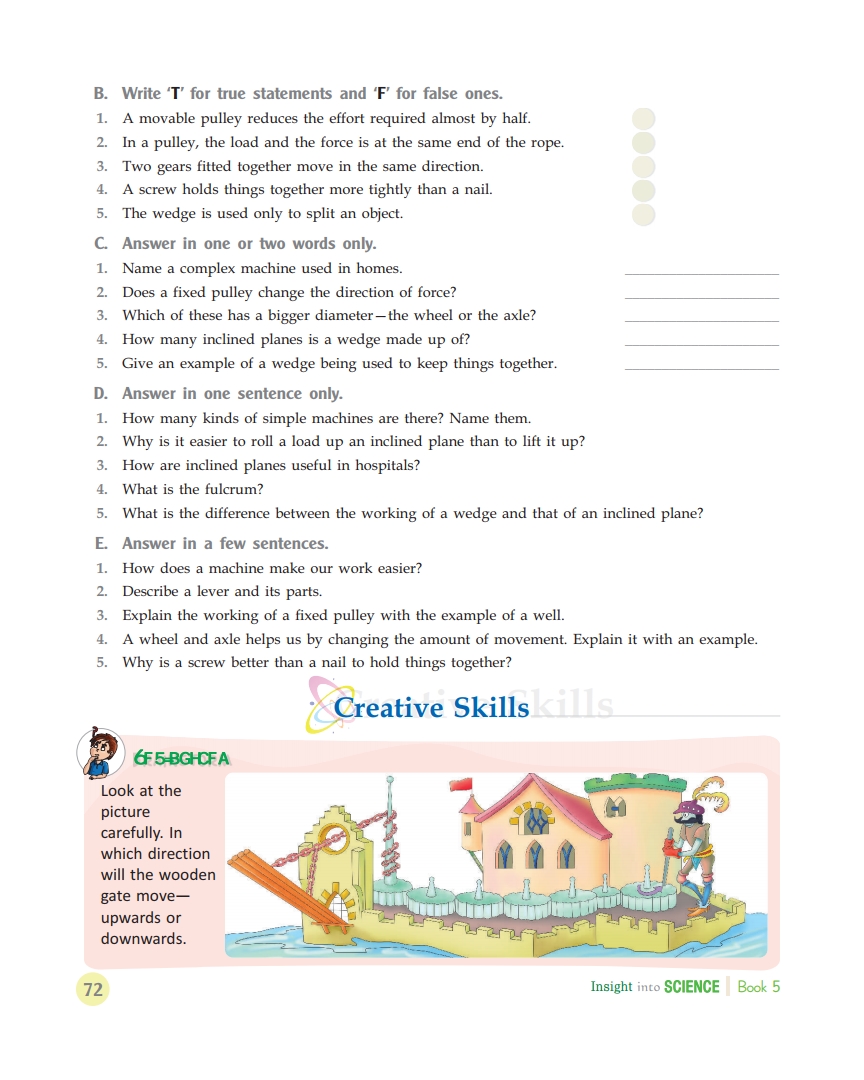 B. Write ‘T’ for true statements and ‘F’ for false ones.
1. A movable pulley reduces the effort required almost by half.
2. In a pulley, the load and the force is at the same end of the rope.
3. Two gears fitted together move in the same direction.
4. A screw holds things together more tightly than a nail.
5. The wedge is used only to split an object.
C. Answer in one or two words only.
1. Name a complex machine used in homes.
2. Does a fixed pulley change the direction of force?
3. Which of these has a bigger diameter—the wheel or the axle?
4. How many inclined planes is a wedge made up of?
5. Give an example of a wedge being used to keep things together.
D. Answer in one sentence only.
1. How many kinds of simple machines are there? Name them.
2. Why is it easier to roll a load up an inclined plane than to lift it up?
3. How are inclined planes useful in hospitals?
4. What is the fulcrum?
5. What is the difference between the working of a wedge and that of an inclined plane?
E. Answer in a few sentences.
1. How does a machine make our work easier?
2. Describe a lever and its parts.
3. Explain the working of a fixed pulley with the example of a well.
4. A wheel and axle helps us by changing the amount of movement. Explain it with an example.
5. Why is a screw better than a nail to hold things together?
Creative Skills
Look at the
picture
carefully. In
which direction
will the wooden
gate move—
upwards or
downwards.
72
Insight into SCIENCE Book 5